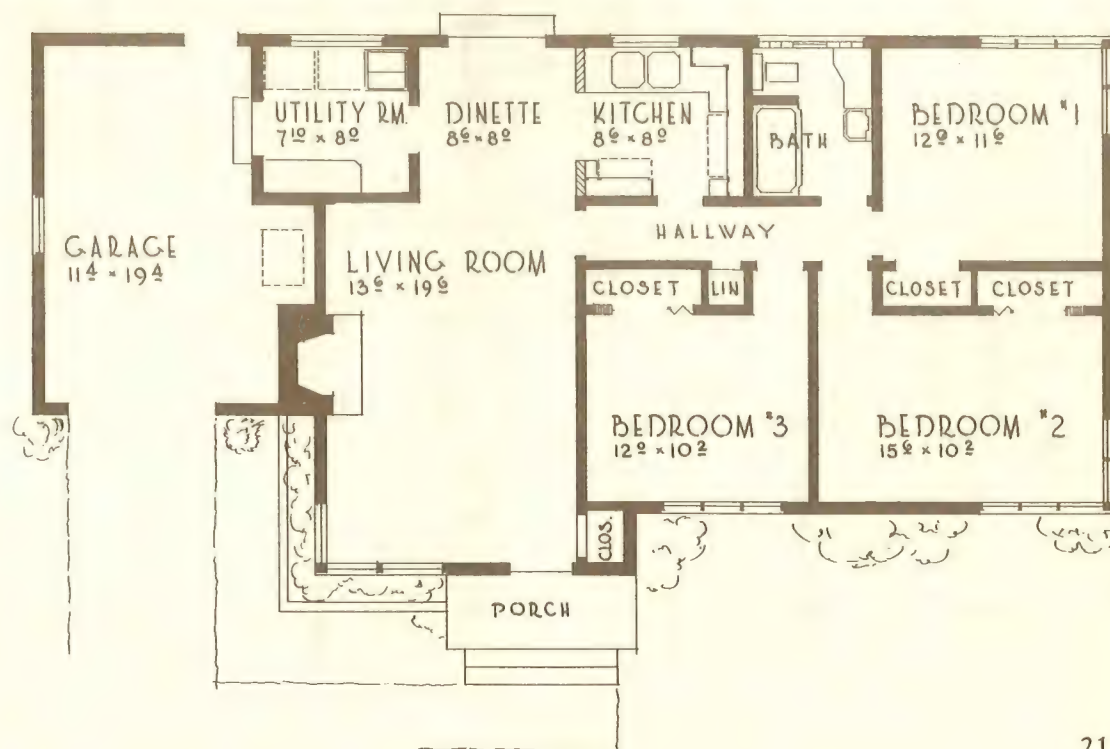 UTILITY RM.
7¹⁰ × 8⁰
DINETTE
8⁶ × 8⁰
KITCHEN
8⁶ × 8⁰
BATH
BEDROOM #1
12⁰ × 11⁶
HALLWAY
GARAGE
11⁴ × 19⁴
LIVING ROOM
13⁶ × 19⁶
CLOSET
LIN
CLOSET
CLOSET
BEDROOM #3
12⁰ × 10²
BEDROOM #2
15⁶ × 10²
CLOS.
PORCH
21